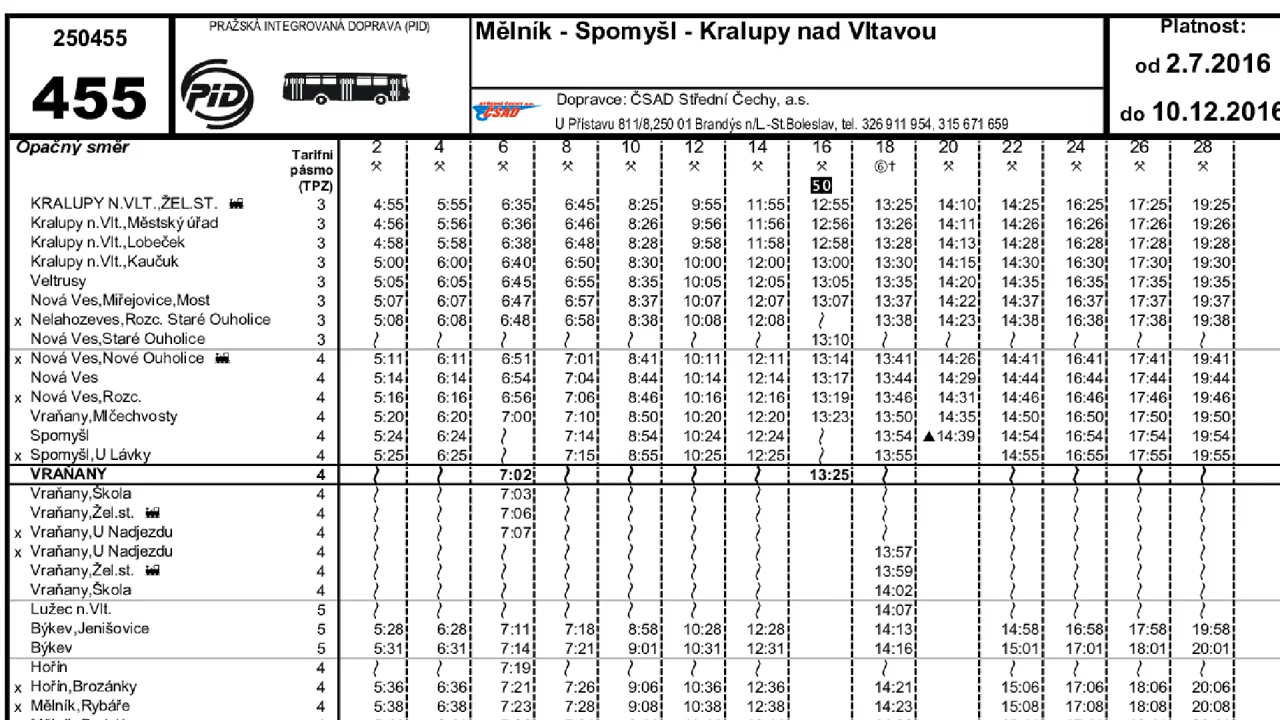 250455
455
PRAŽSKÁ INTEGROVANÁ DOPRAVA (PID)
PiD
Mělník - Spomyšl - Kralupy nad Vltavou
ČSAD
Dopravce: ČSAD Střední Čechy, a.s.
U Přístavu 811/8,250 01 Brandýs n/L.-St.Boleslav, tel. 326 911 954, 315 671 659
Platnost:
od 2.7.2016
do 10.12.2016
Opačný směr Tarifní pásmo (TPZ) 2 4 6 8 10 12 14 16 18 20 22 24 26 28
⚒ ⚒ ⚒ ⚒ ⚒ ⚒ ⚒ ⚒ ⑥† ⚒ ⚒ ⚒ ⚒ ⚒
50
KRALUPY N.VLT.,ŽEL.ST. 3 4:55 5:55 6:35 6:45 8:25 9:55 11:55 12:55 13:25 14:10 14:25 16:25 17:25 19:25
Kralupy n.Vlt.,Městský úřad 3 4:56 5:56 6:36 6:46 8:26 9:56 11:56 12:56 13:26 14:11 14:26 16:26 17:26 19:26
Kralupy n.Vlt.,Lobeček 3 4:58 5:58 6:38 6:48 8:28 9:58 11:58 12:58 13:28 14:13 14:28 16:28 17:28 19:28
Kralupy n.Vlt.,Kaučuk 3 5:00 6:00 6:40 6:50 8:30 10:00 12:00 13:00 13:30 14:15 14:30 16:30 17:30 19:30
Veltrusy 3 5:05 6:05 6:45 6:55 8:35 10:05 12:05 13:05 13:35 14:20 14:35 16:35 17:35 19:35
Nová Ves,Miřejovice,Most 3 5:07 6:07 6:47 6:57 8:37 10:07 12:07 13:07 13:37 14:22 14:37 16:37 17:37 19:37
x Nelahozeves,Rozc. Staré Ouholice 3 5:08 6:08 6:48 6:58 8:38 10:08 12:08 13:38 14:23 14:38 16:38 17:38 19:38
Nová Ves,Staré Ouholice 3 13:10
x Nová Ves,Nové Ouholice 4 5:11 6:11 6:51 7:01 8:41 10:11 12:11 13:14 13:41 14:26 14:41 16:41 17:41 19:41
Nová Ves 4 5:14 6:14 6:54 7:04 8:44 10:14 12:14 13:17 13:44 14:29 14:44 16:44 17:44 19:44
x Nová Ves,Rozc. 4 5:16 6:16 6:56 7:06 8:46 10:16 12:16 13:19 13:46 14:31 14:46 16:46 17:46 19:46
Vraňany,Mlčechvosty 4 5:20 6:20 7:00 7:10 8:50 10:20 12:20 13:23 13:50 14:35 14:50 16:50 17:50 19:50
Spomyšl 4 5:24 6:24 7:14 8:54 10:24 12:24 13:54 ▲14:39 14:54 16:54 17:54 19:54
x Spomyšl,U Lávky 4 5:25 6:25 7:15 8:55 10:25 12:25 13:55 14:55 16:55 17:55 19:55
VRAŇANY 4 7:02 13:25
Vraňany,Škola 4 7:03
Vraňany,Žel.st. 4 7:06
x Vraňany,U Nadjezdu 4 7:07
x Vraňany,U Nadjezdu 4 13:57
Vraňany,Žel.st. 4 13:59
Vraňany,Škola 4 14:02
Lužec n.Vlt. 5 14:07
Býkev,Jenišovice 5 5:28 6:28 7:11 7:18 8:58 10:28 12:28 14:13 14:58 16:58 17:58 19:58
Býkev 5 5:31 6:31 7:14 7:21 9:01 10:31 12:31 14:16 15:01 17:01 18:01 20:01
Hořín 4 7:19
x Hořín,Brozánky 4 5:36 6:36 7:21 7:26 9:06 10:36 12:36 14:21 15:06 17:06 18:06 20:06
x Mělník,Rybáře 4 5:38 6:38 7:23 7:28 9:08 10:38 12:38 14:23 15:08 17:08 18:08 20:08